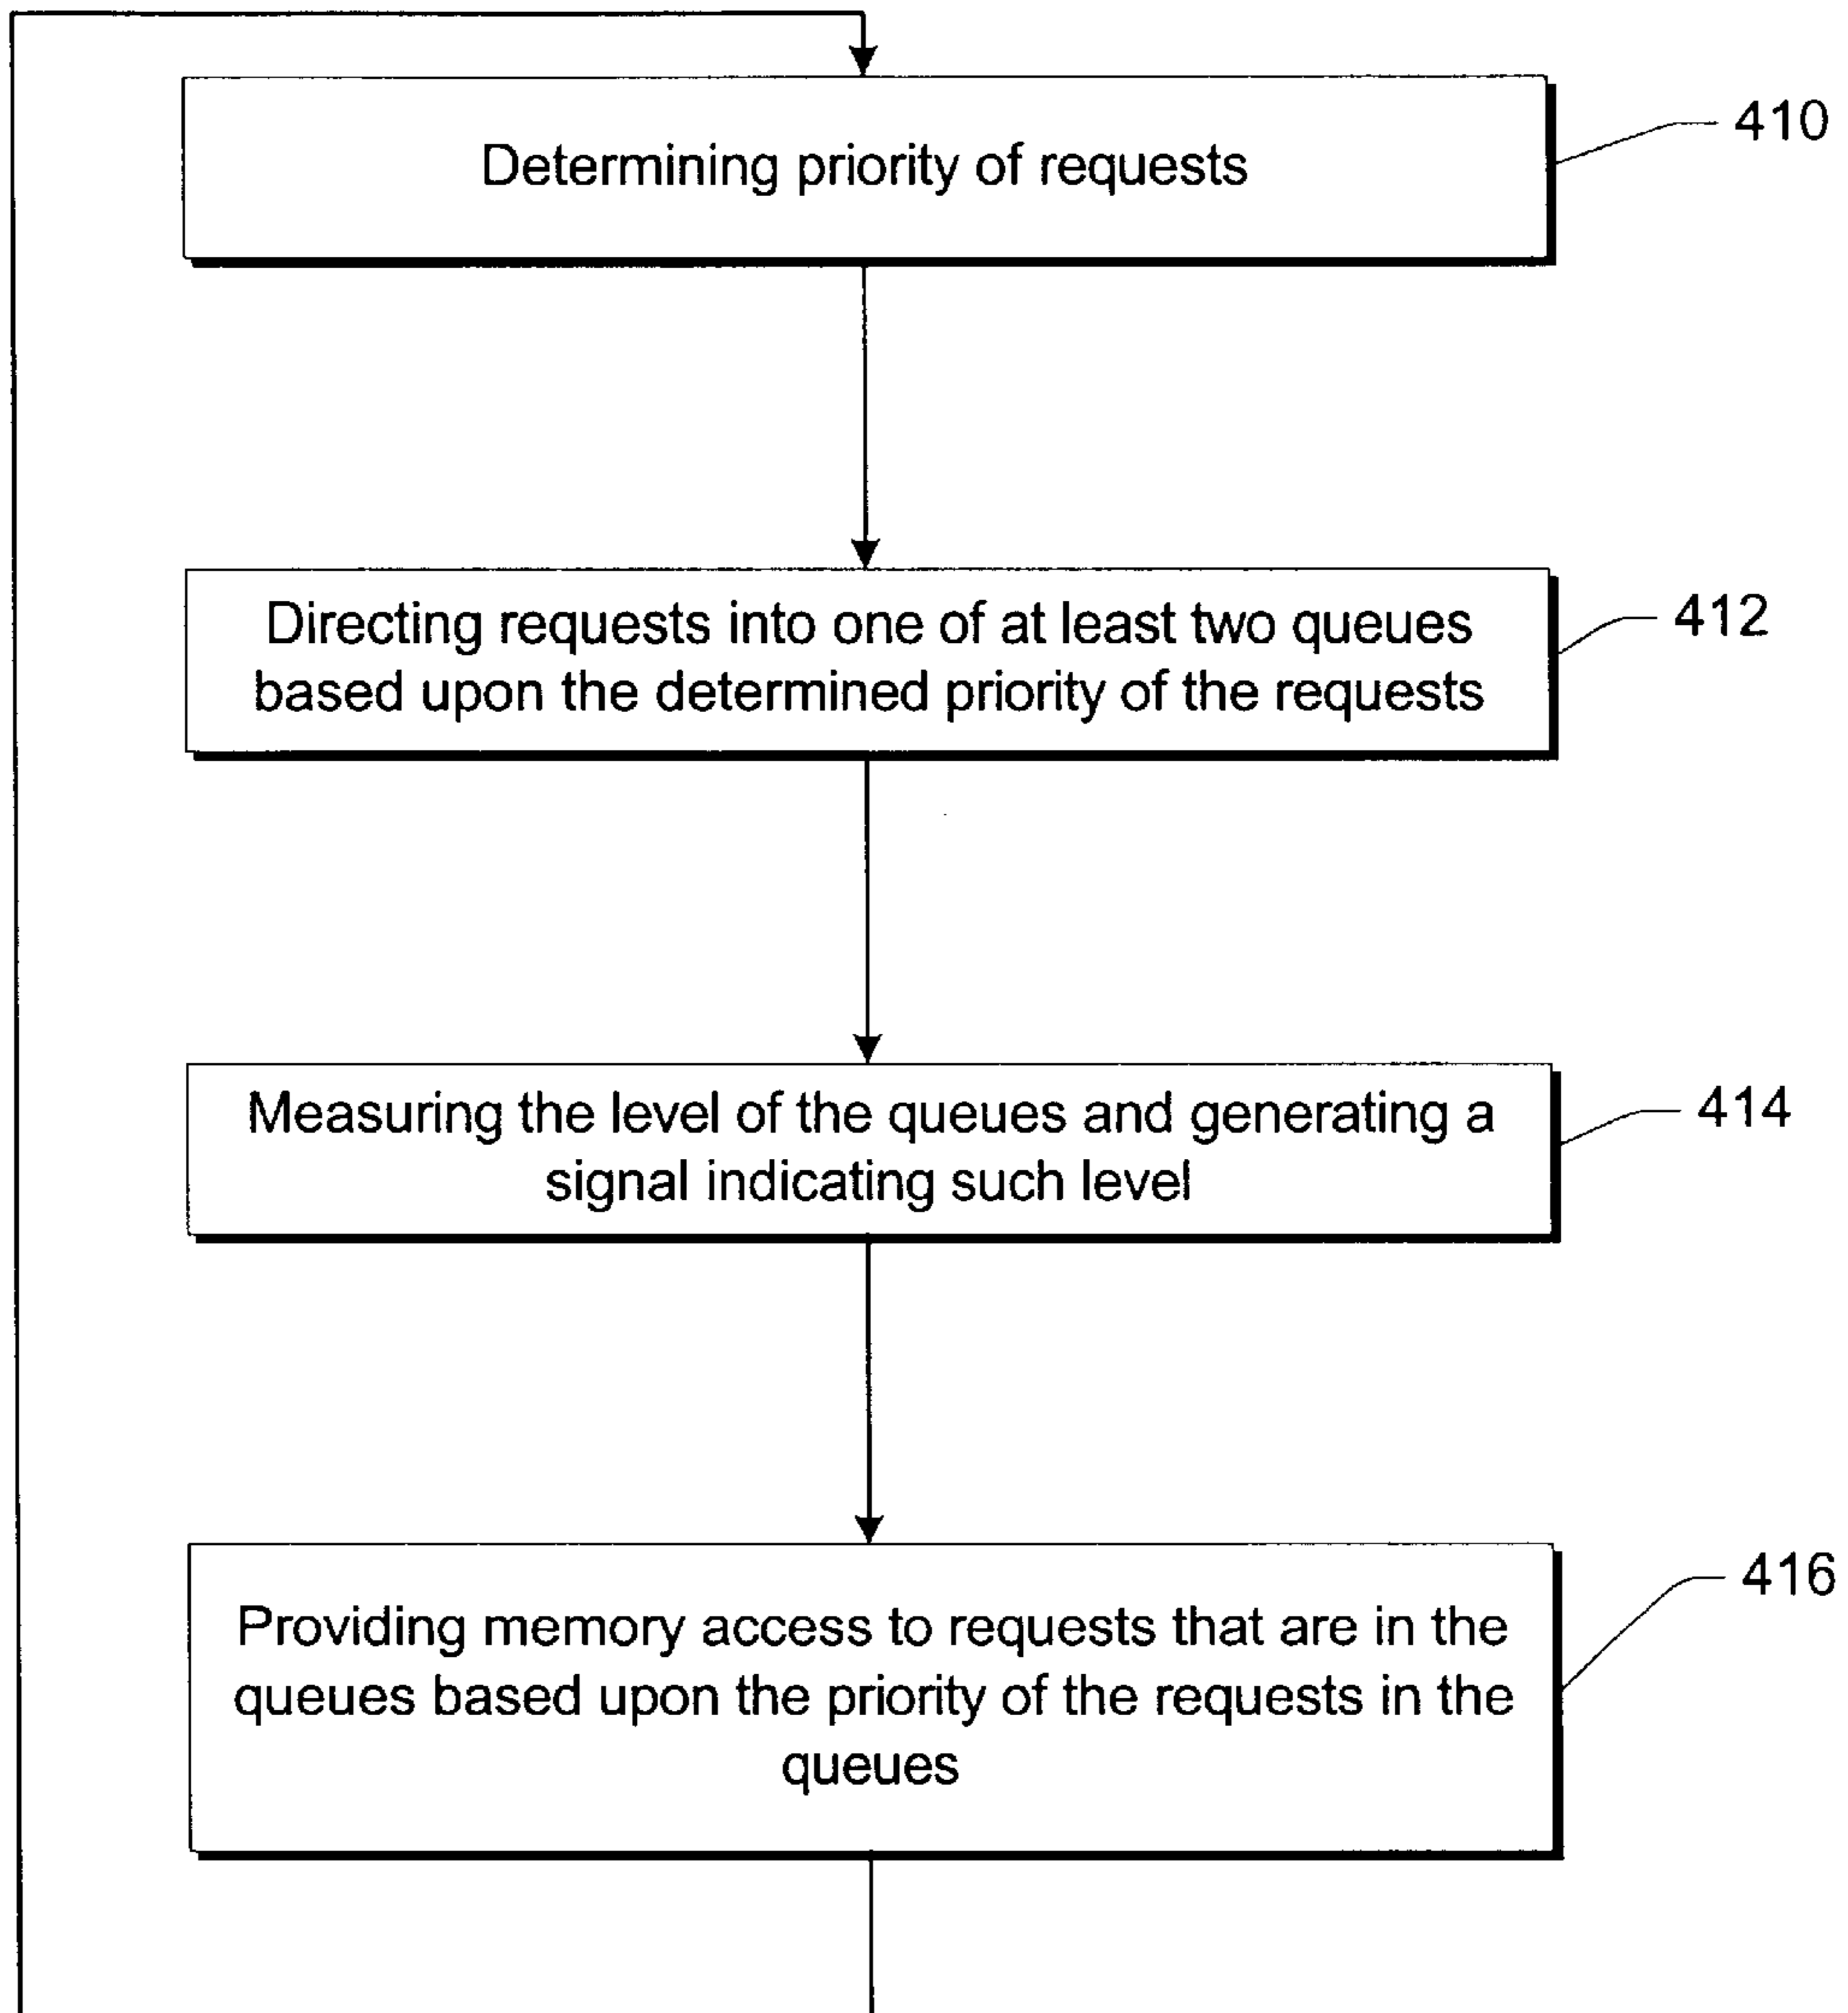 Determining priority of requests
410
Directing requests into one of at least two queues
based upon the determined priority of the requests
412
Measuring the level of the queues and generating a
signal indicating such level
414
Providing memory access to requests that are in the
queues based upon the priority of the requests in the
queues
416